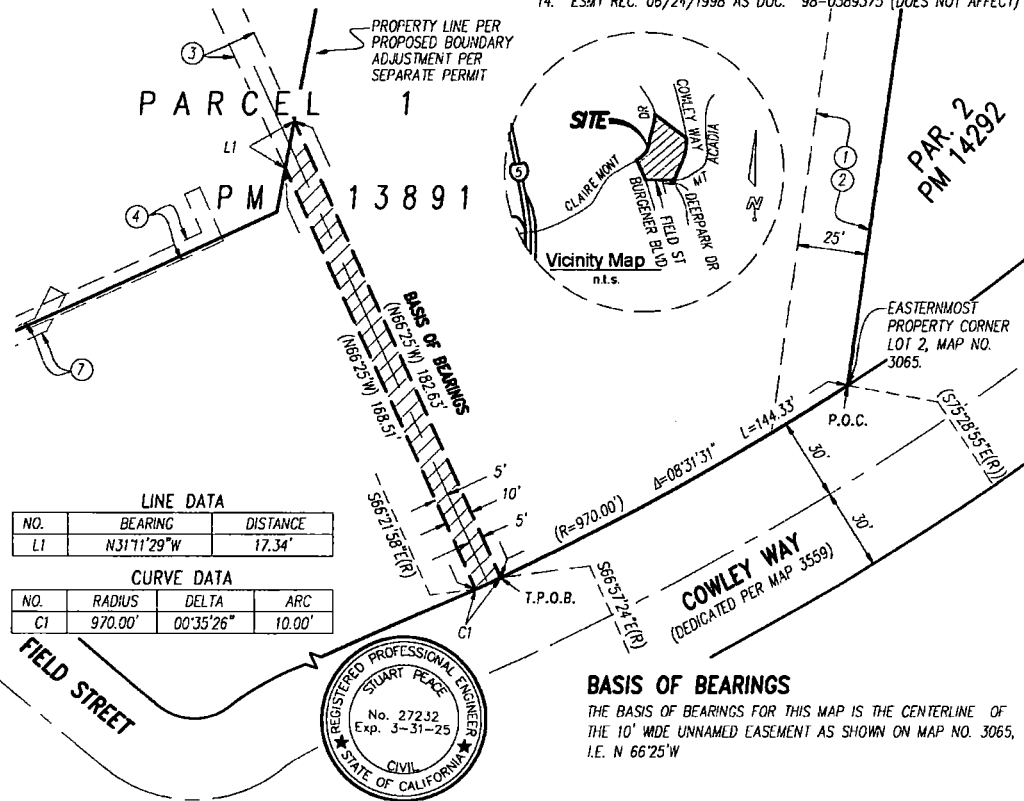 14. ESMT REC. 06/24/1998 AS DOC. 98-0389375 (DOES NOT AFFECT)
PROPERTY LINE PER
PROPOSED BOUNDARY
ADJUSTMENT PER
SEPARATE PERMIT
3
PARCEL 1
L1
PM 13891
4
7
SITE
5
CLAIRE MONT
DR
COWLEY WAY
ACADIA
MT
DEERPARK DR
FIELD ST
BURGENER BLVD
N
Vicinity Map
n.t.s.
1
2
25'
PAR. 2
PM 14292
EASTERNMOST
PROPERTY CORNER
LOT 2, MAP NO.
3065.
P.O.C.
(S75°28'55"E(R))
BASIS OF BEARINGS
(N66°25'W) 182.63'
(N66°25'W) 168.51'
5'
10'
5'
S66°21'58"E(R)
(R=970.00')
Δ=08°31'31"
L=144.33'
30'
30'
T.P.O.B.
S66°57'24"E(R)
C1
COWLEY WAY
(DEDICATED PER MAP 3559)
LINE DATA
NO. BEARING DISTANCE
L1 N31°11'29"W 17.34'
CURVE DATA
NO. RADIUS DELTA ARC
C1 970.00' 00°35'26" 10.00'
FIELD STREET
REGISTERED PROFESSIONAL ENGINEER
STUART PEACE
No. 27232
Exp. 3-31-25
CIVIL
STATE OF CALIFORNIA
BASIS OF BEARINGS
THE BASIS OF BEARINGS FOR THIS MAP IS THE CENTERLINE OF
THE 10' WIDE UNNAMED EASEMENT AS SHOWN ON MAP NO. 3065,
I.E. N 66°25'W